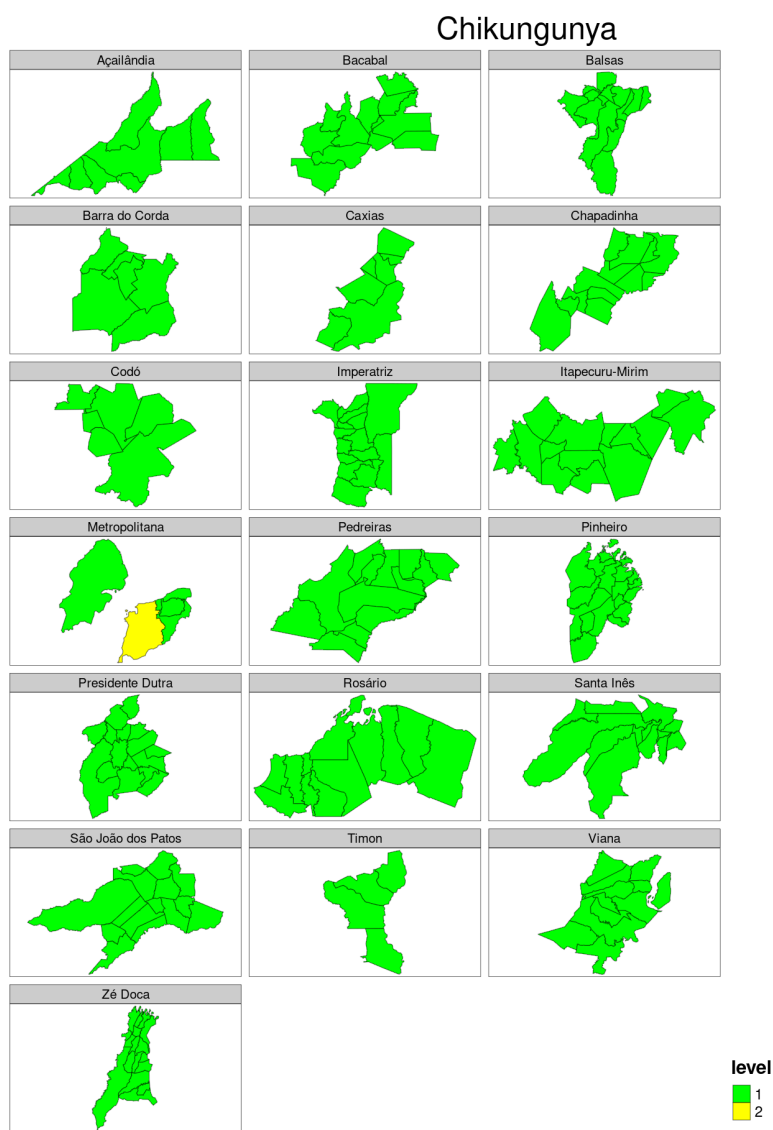 Chikungunya
Açailândia
Bacabal
Balsas
Barra do Corda
Caxias
Chapadinha
Codó
Imperatriz
Itapecuru-Mirim
Metropolitana
Pedreiras
Pinheiro
Presidente Dutra
Rosário
Santa Inês
São João dos Patos
Timon
Viana
Zé Doca
level
1
2